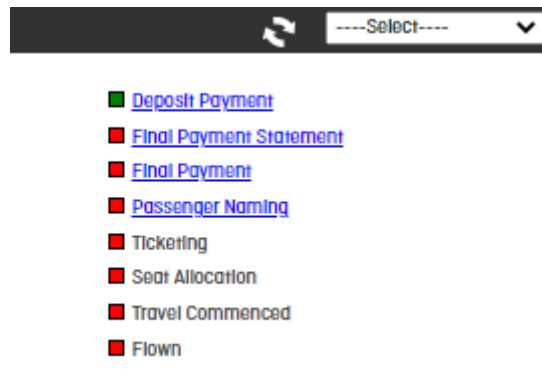 ----Select----
Deposit Payment
Final Payment Statement
Final Payment
Passenger Naming
Ticketing
Seat Allocation
Travel Commenced
Flown